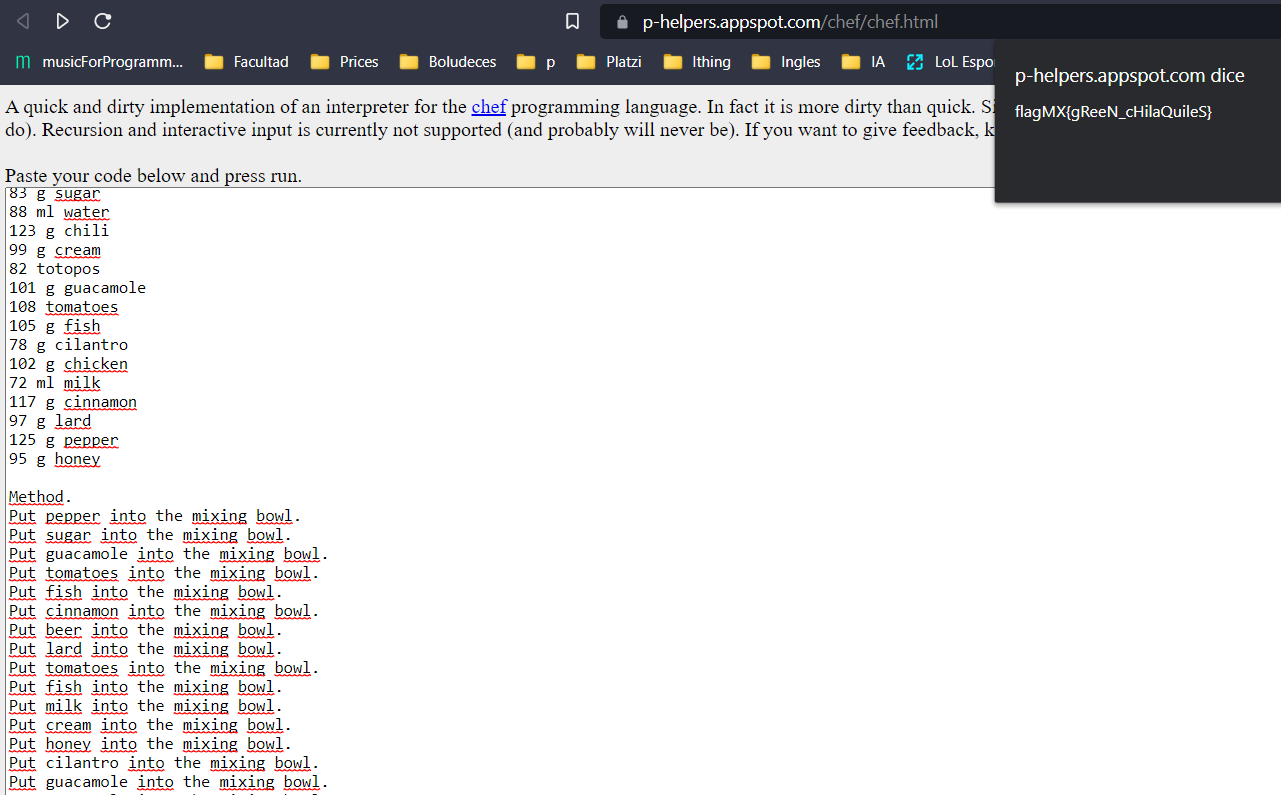 p-helpers.appspot.com/chef/chef.html
musicForProgramm... Facultad Prices Boludeces p Platzi Ithing Ingles IA LoL Espor
p-helpers.appspot.com dice
flagMX{gReeN_cHilaQuileS}
A quick and dirty implementation of an interpreter for the chef programming language. In fact it is more dirty than quick. Si
do). Recursion and interactive input is currently not supported (and probably will never be). If you want to give feedback, k
Paste your code below and press run.
83 g sugar
88 ml water
123 g chili
99 g cream
82 totopos
101 g guacamole
108 tomatoes
105 g fish
78 g cilantro
102 g chicken
72 ml milk
117 g cinnamon
97 g lard
125 g pepper
95 g honey
Method.
Put pepper into the mixing bowl.
Put sugar into the mixing bowl.
Put guacamole into the mixing bowl.
Put tomatoes into the mixing bowl.
Put fish into the mixing bowl.
Put cinnamon into the mixing bowl.
Put beer into the mixing bowl.
Put lard into the mixing bowl.
Put tomatoes into the mixing bowl.
Put fish into the mixing bowl.
Put milk into the mixing bowl.
Put cream into the mixing bowl.
Put honey into the mixing bowl.
Put cilantro into the mixing bowl.
Put guacamole into the mixing bowl.